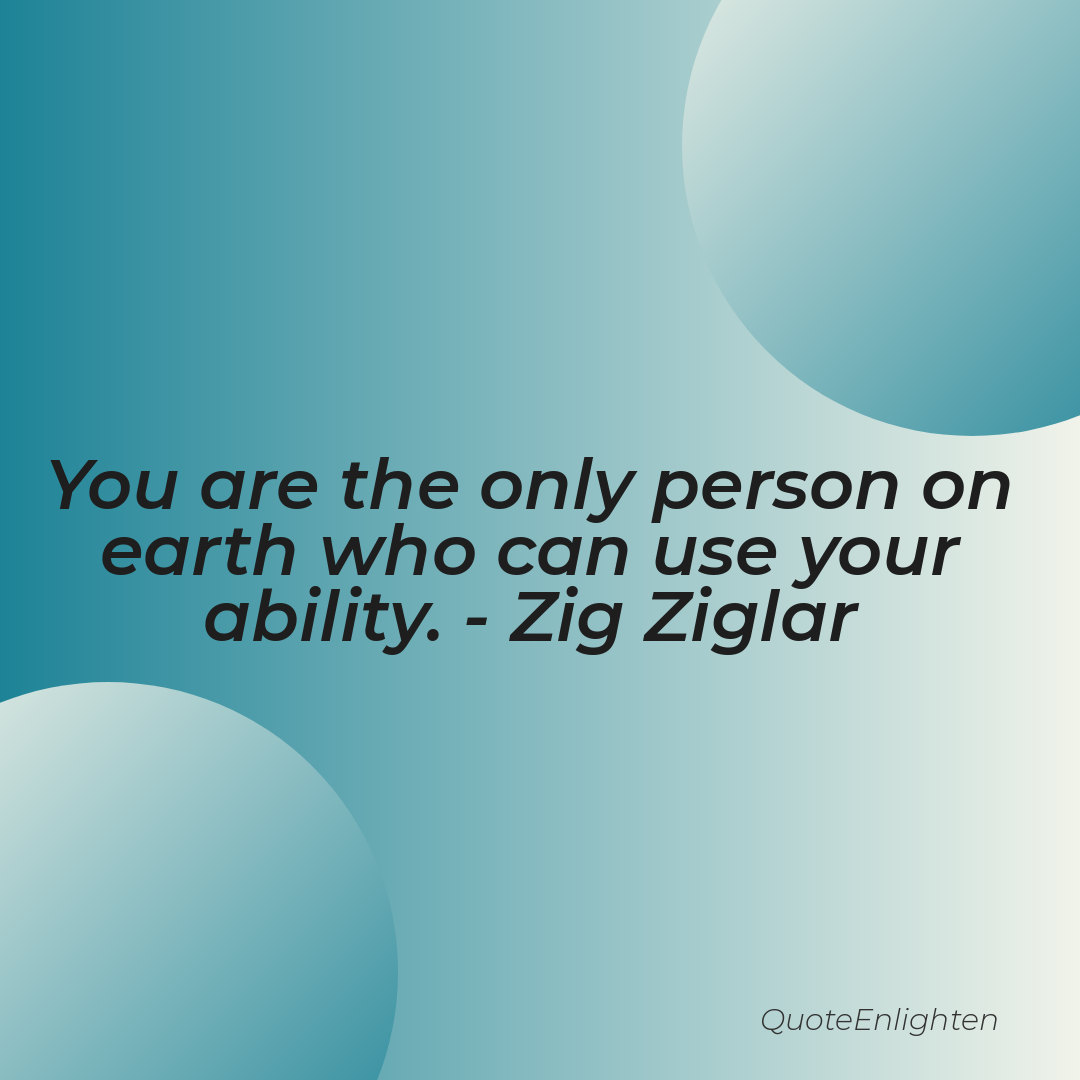 You are the only person on
earth who can use your
ability. - Zig Ziglar
QuoteEnlighten